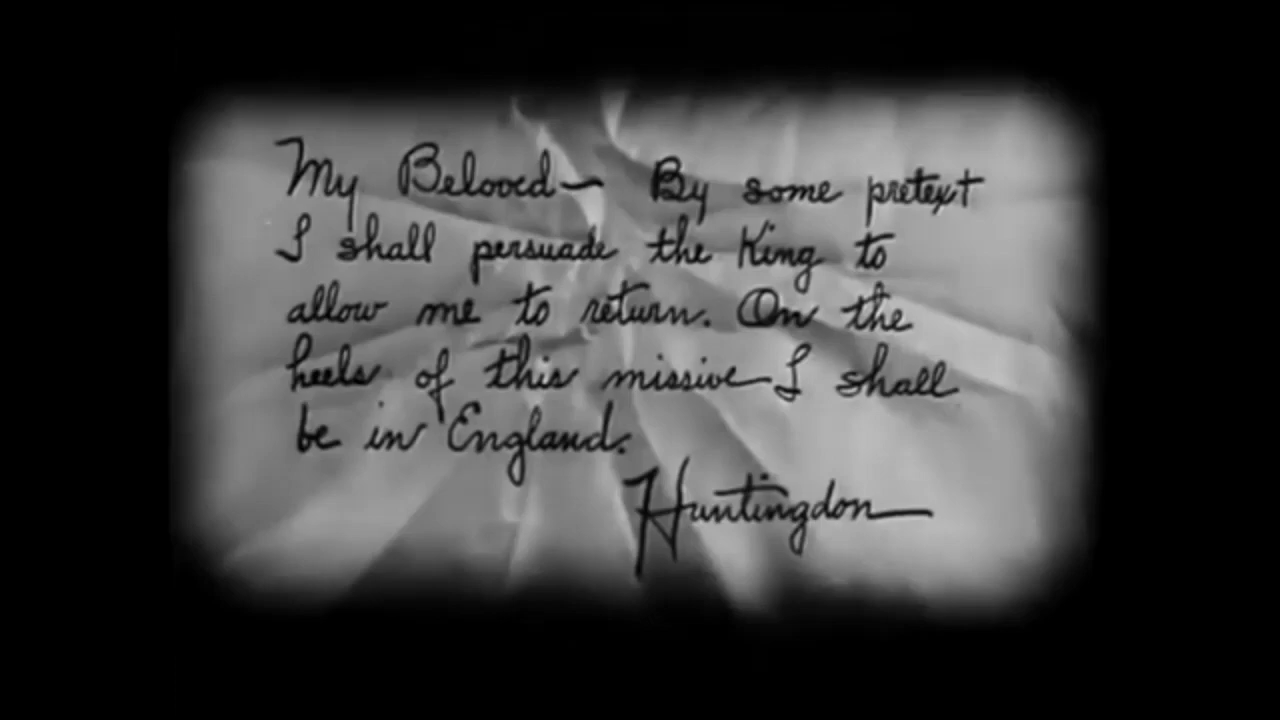 My Beloved— By some pretext
I shall persuade the King to
allow me to return. On the
heels of this missive I shall
be in England.
Huntingdon